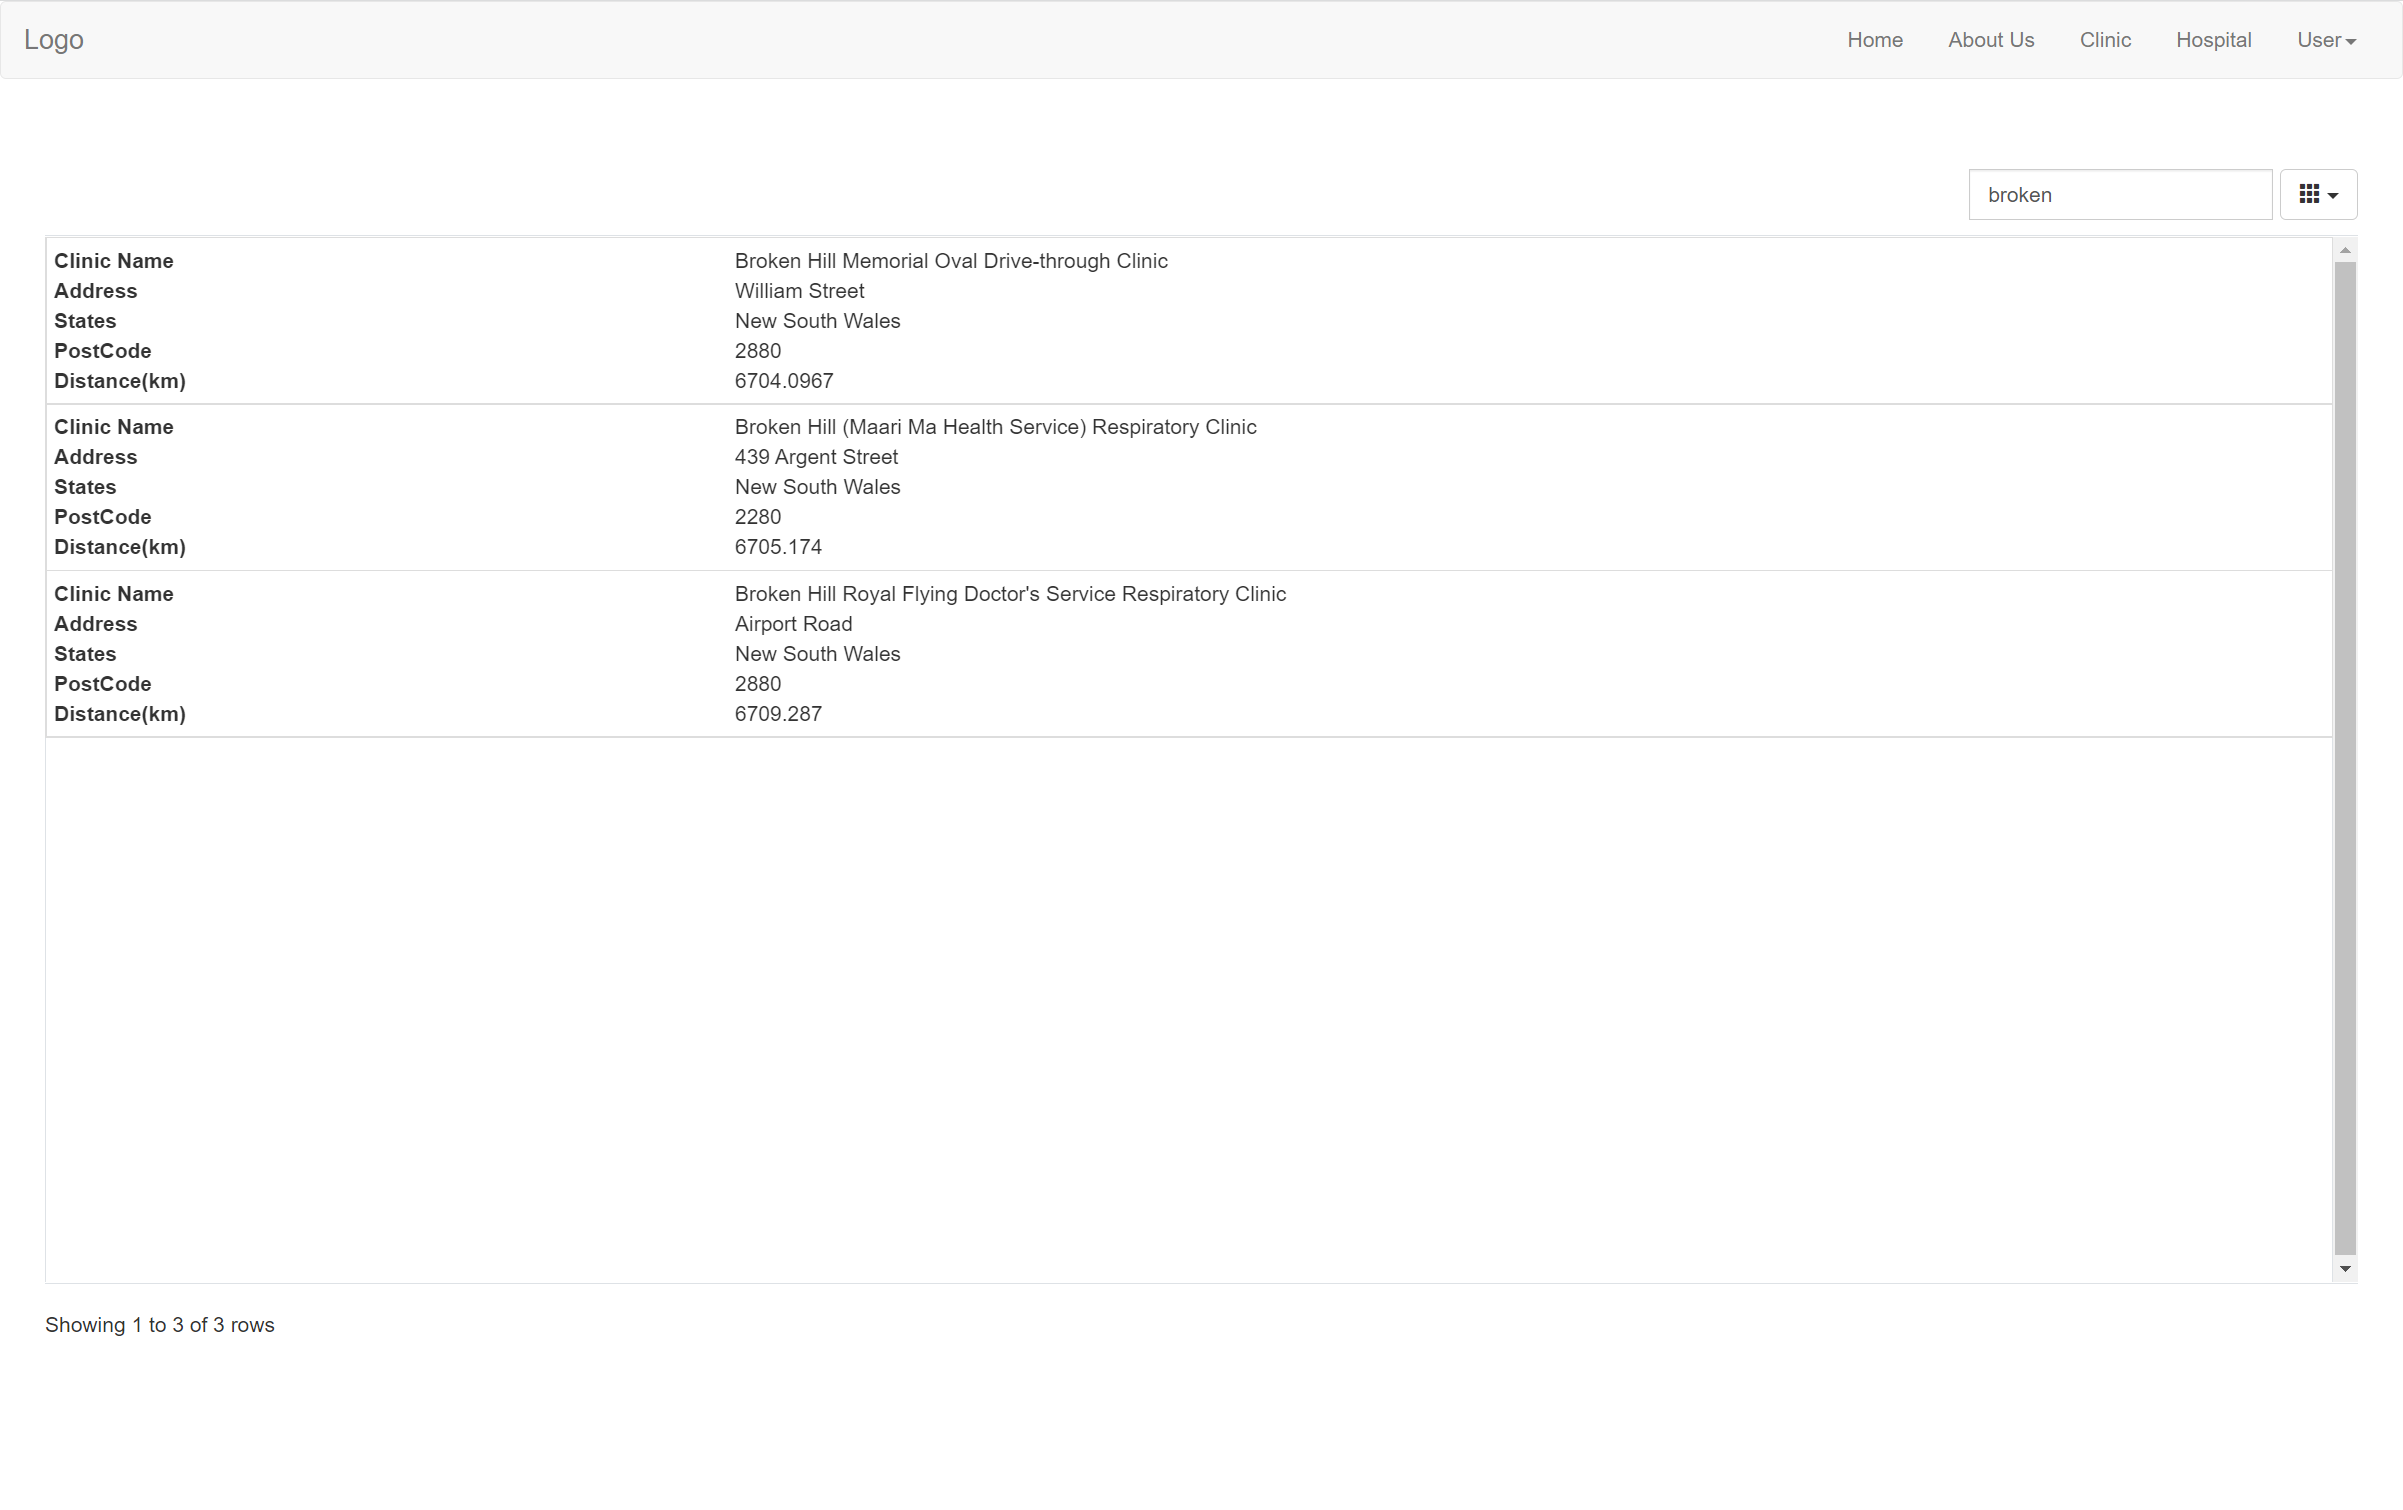 Logo Home About Us Clinic Hospital User
broken
Clinic Name Broken Hill Memorial Oval Drive-through Clinic
Address William Street
States New South Wales
PostCode 2880
Distance(km) 6704.0967
Clinic Name Broken Hill (Maari Ma Health Service) Respiratory Clinic
Address 439 Argent Street
States New South Wales
PostCode 2280
Distance(km) 6705.174
Clinic Name Broken Hill Royal Flying Doctor's Service Respiratory Clinic
Address Airport Road
States New South Wales
PostCode 2880
Distance(km) 6709.287
Showing 1 to 3 of 3 rows